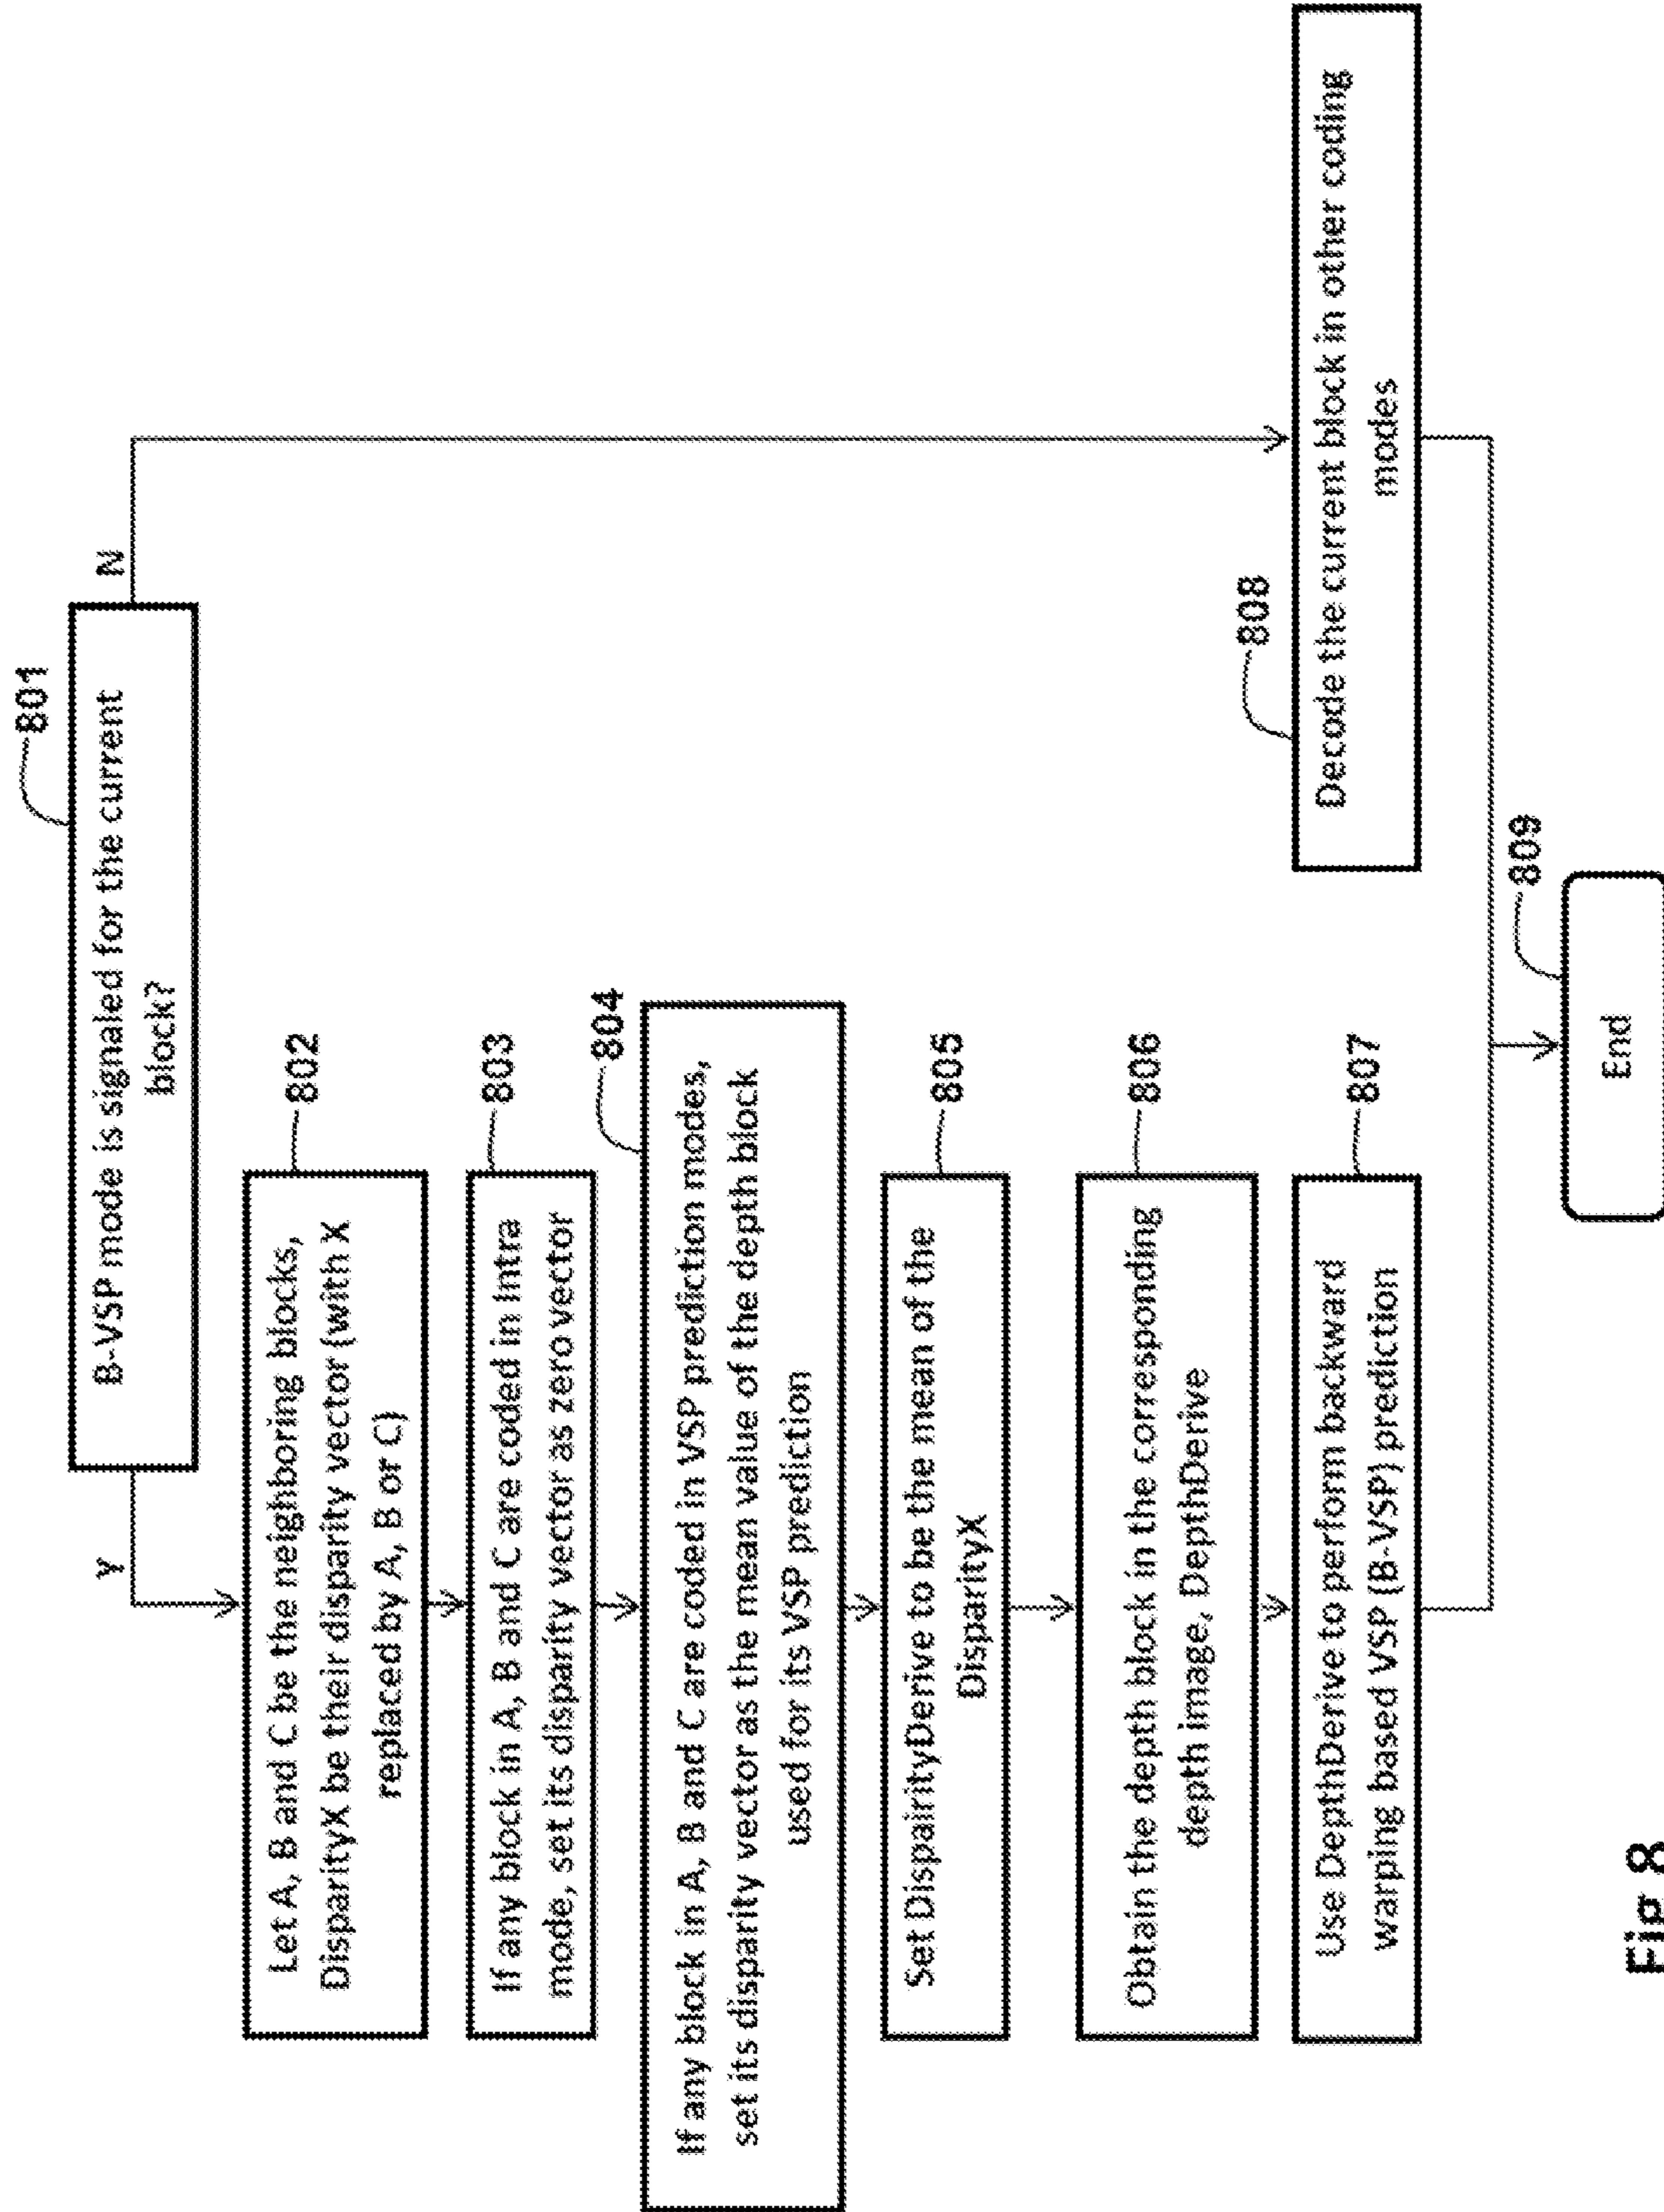 801
B-VSP mode is signaled for the current
block?
Y
N
802
Let A, B and C be the neighboring blocks,
DisparityX be their disparity vector (with X
replaced by A, B or C)
803
If any block in A, B and C are coded in Intra
mode, set its disparity vector as zero vector
804
If any block in A, B and C are coded in VSP prediction modes,
set its disparity vector as the mean value of the depth block
used for its VSP prediction
805
Set DispairityDerive to be the mean of the
DisparityX
806
Obtain the depth block in the corresponding
depth image, DepthDerive
807
Use DepthDerive to perform backward
warping based VSP (B-VSP) prediction
808
Decode the current block in other coding
modes
809
End
Fig 8